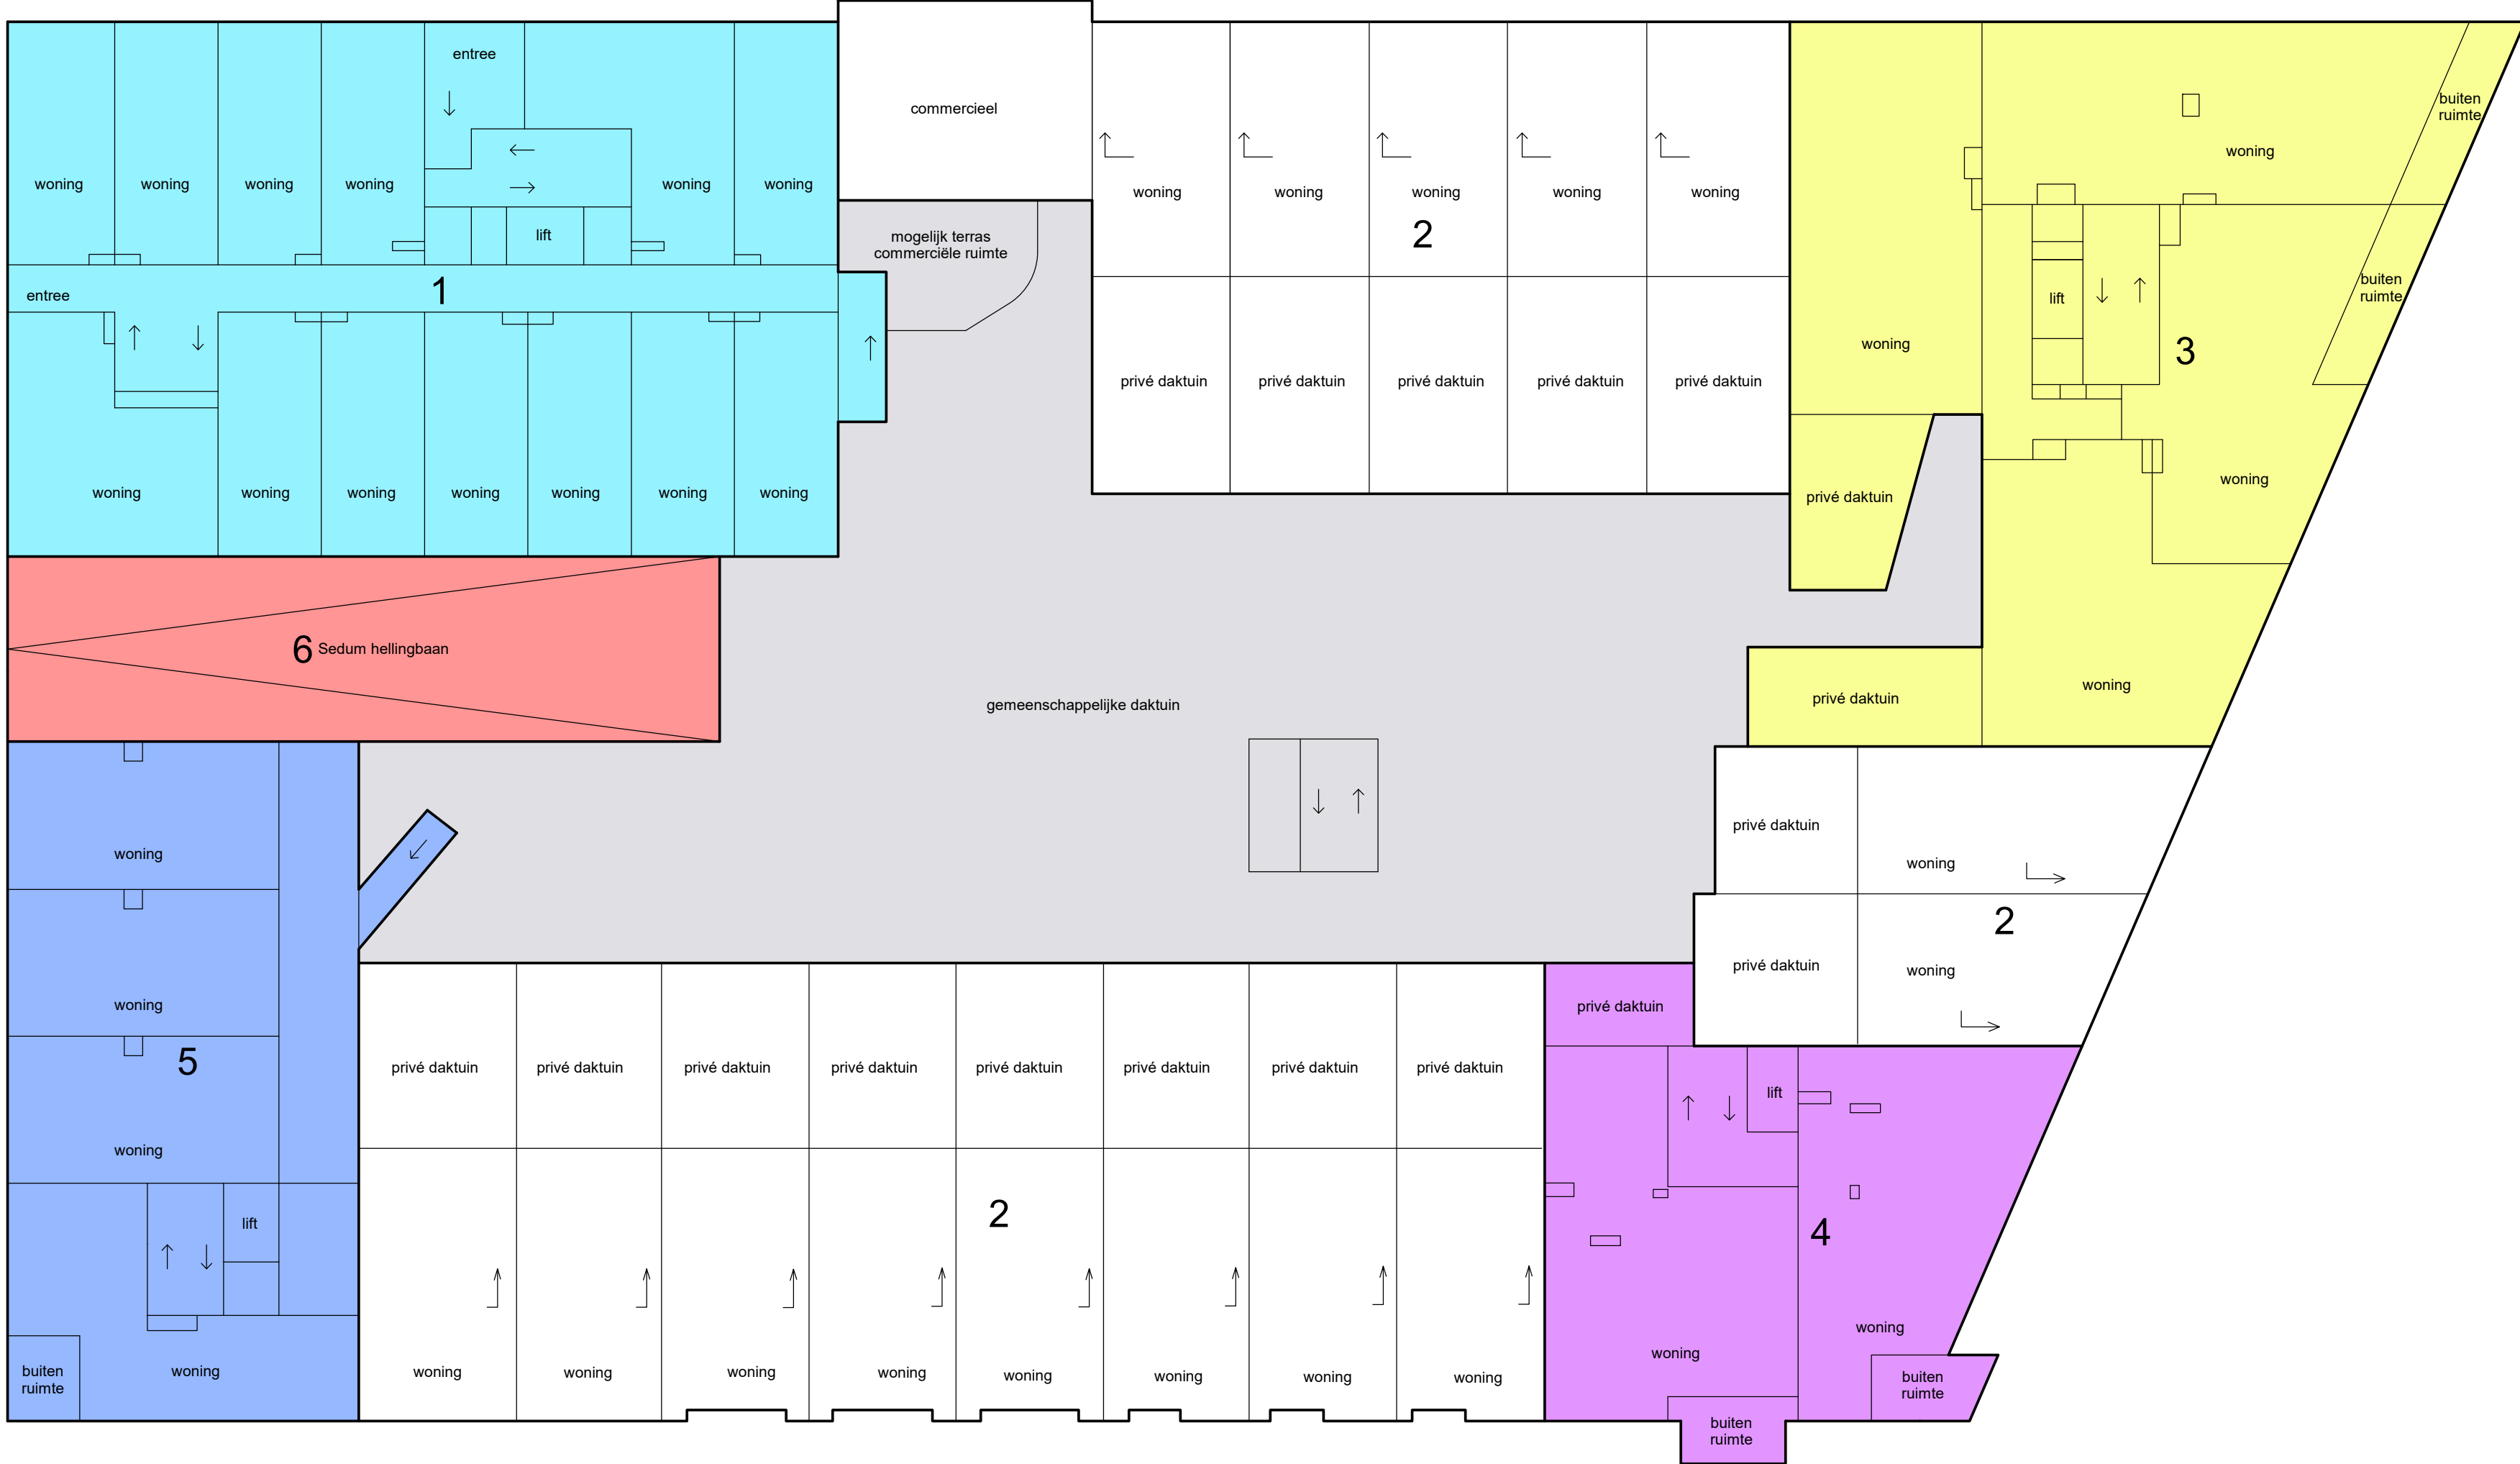 entree
commercieel
buiten
ruimte
woning
woning
woning
woning
woning
woning
woning
woning
woning
woning
woning
woning
lift
mogelijk terras
commerciële ruimte
2
entree
1
buiten
ruimte
lift
woning
3
privé daktuin
privé daktuin
privé daktuin
privé daktuin
privé daktuin
woning
woning
woning
woning
woning
woning
woning
privé daktuin
woning
6 Sedum hellingbaan
gemeenschappelijke daktuin
privé daktuin
woning
privé daktuin
woning
woning
2
privé daktuin
woning
woning
privé daktuin
5
privé daktuin
privé daktuin
privé daktuin
privé daktuin
privé daktuin
privé daktuin
privé daktuin
privé daktuin
lift
woning
lift
2
4
woning
woning
buiten
ruimte
woning
woning
woning
woning
woning
woning
woning
woning
woning
buiten
ruimte
buiten
ruimte